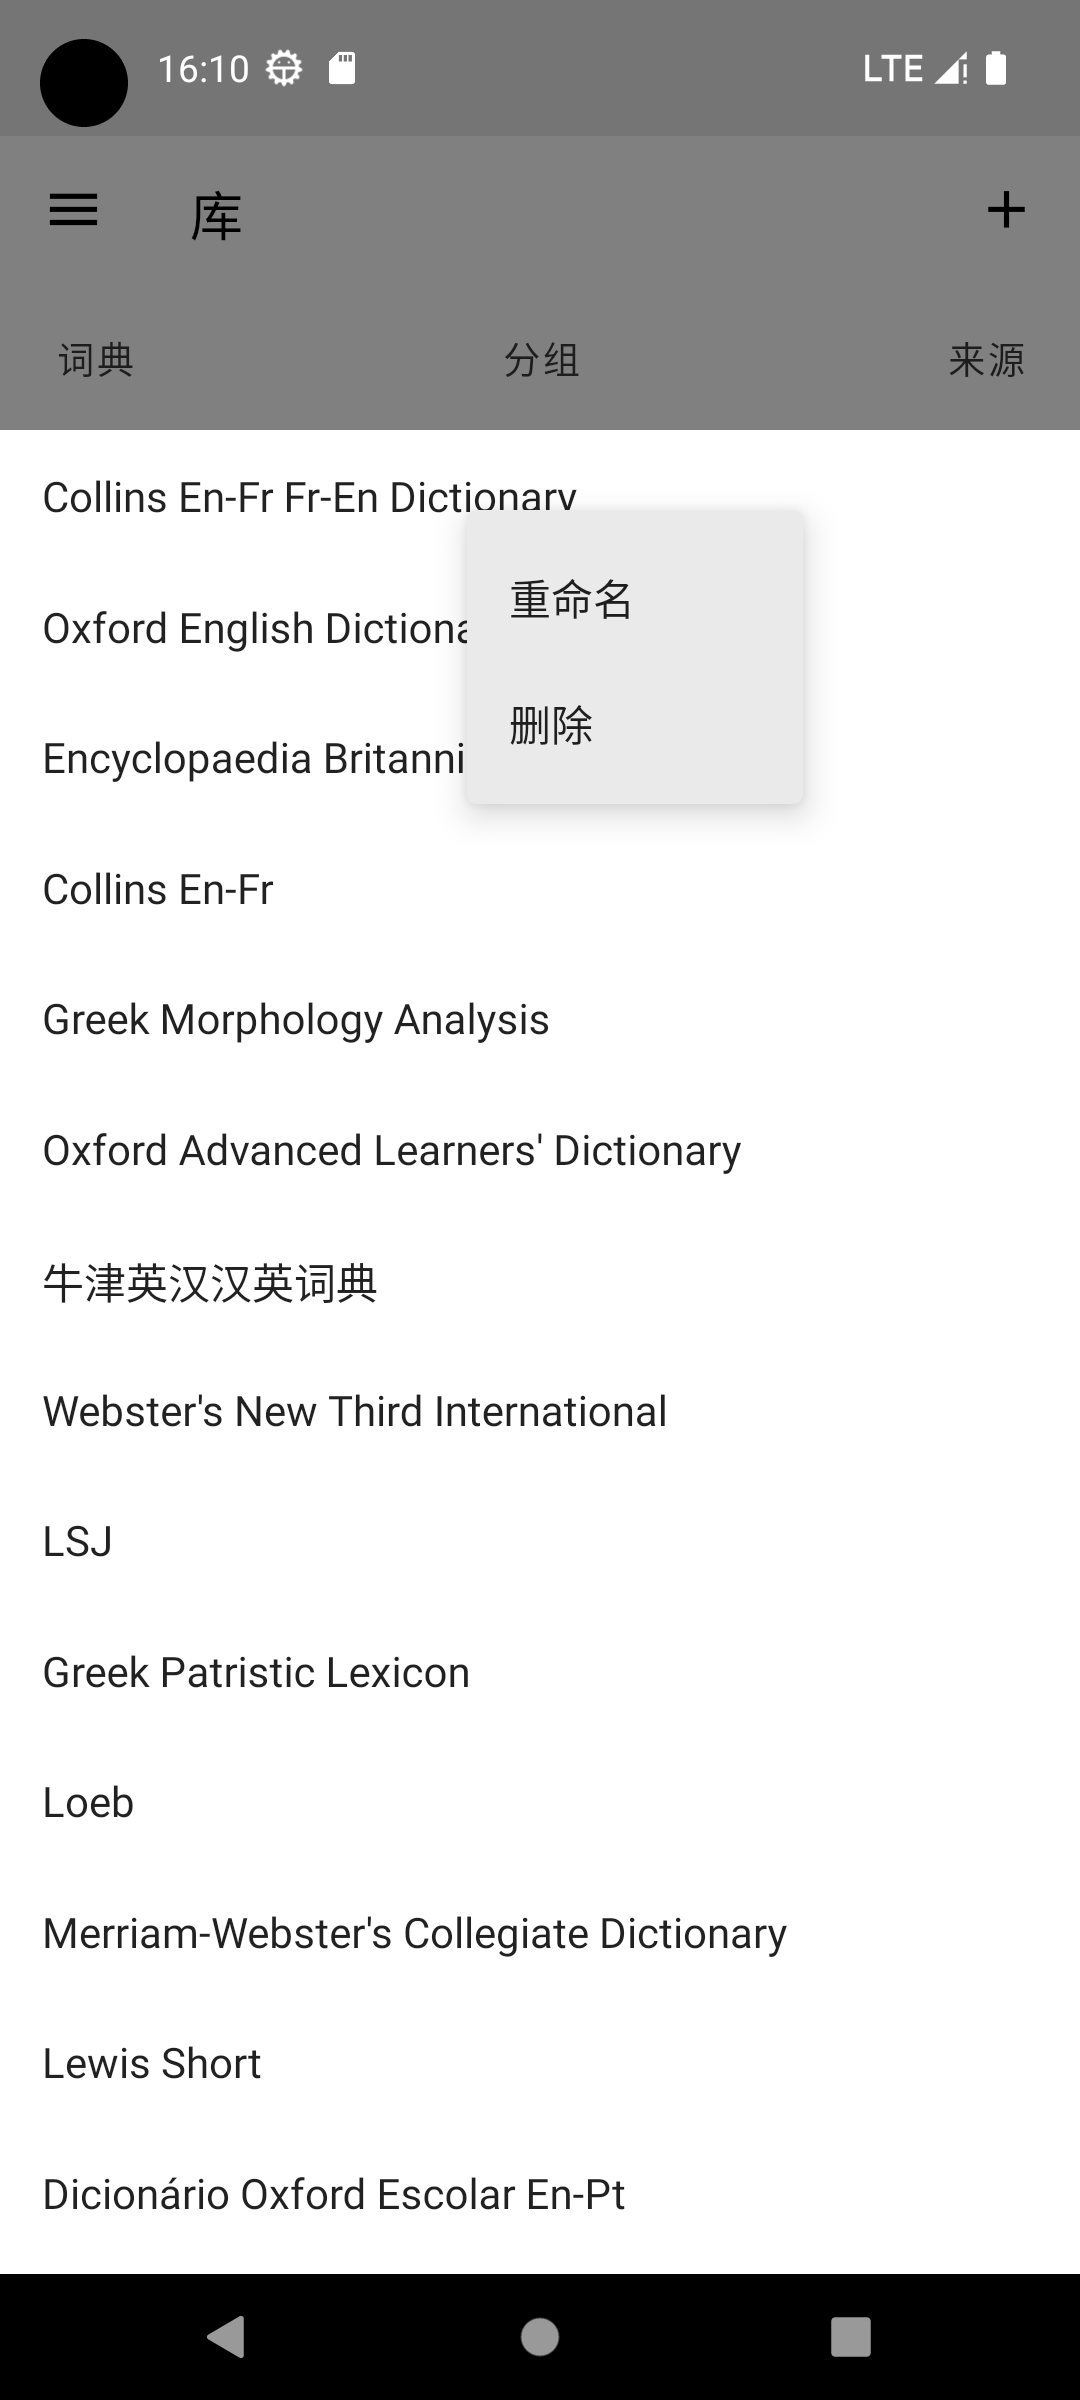 16:10 LTE
库
词典 分组 来源
Collins En-Fr Fr-En Dictionary
重命名
Oxford English
删除
Encyclopaedia
Collins En-Fr
Greek Morphology Analysis
Oxford Advanced Learners' Dictionary
牛津英汉汉英词典
Webster's New Third International
LSJ
Greek Patristic Lexicon
Loeb
Merriam-Webster's Collegiate Dictionary
Lewis Short
Dicionário Oxford Escolar En-Pt